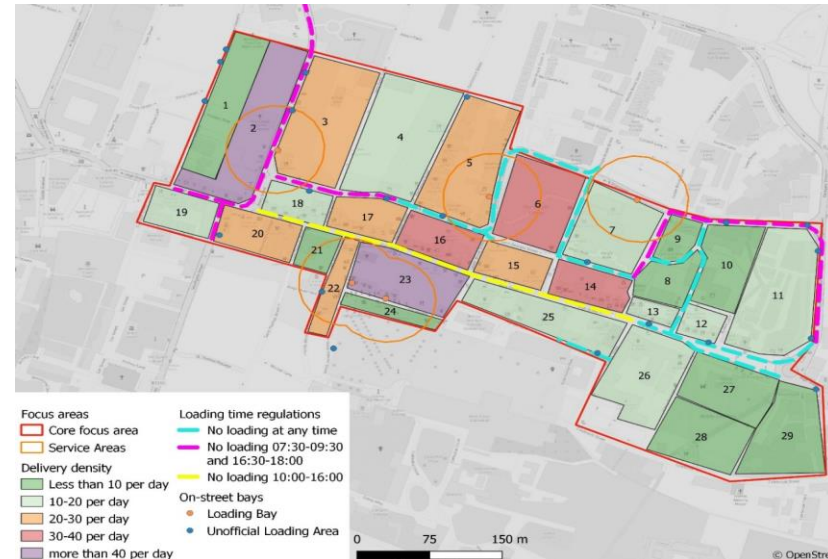 1
2
3
4
5
6
7
8
9
10
11
12
13
14
15
16
17
18
19
20
21
22
23
24
25
26
27
28
29
Focus areas
Core focus area
Service Areas
Delivery density
Less than 10 per day
10-20 per day
20-30 per day
30-40 per day
more than 40 per day
Loading time regulations
No loading at any time
No loading 07:30-09:30
and 16:30-18:00
No loading 10:00-16:00
On-street bays
Loading Bay
Unofficial Loading Area
0 75 150 m
© OpenStre